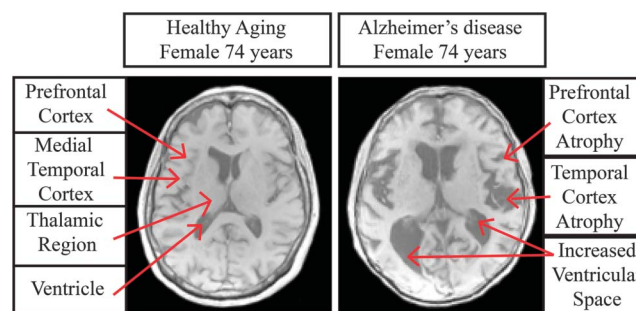 Healthy Aging
Female 74 years
Alzheimer's disease
Female 74 years
Prefrontal
Cortex
Medial
Temporal
Cortex
Thalamic
Region
Ventricle
Prefrontal
Cortex
Atrophy
Temporal
Cortex
Atrophy
Increased
Ventricular
Space